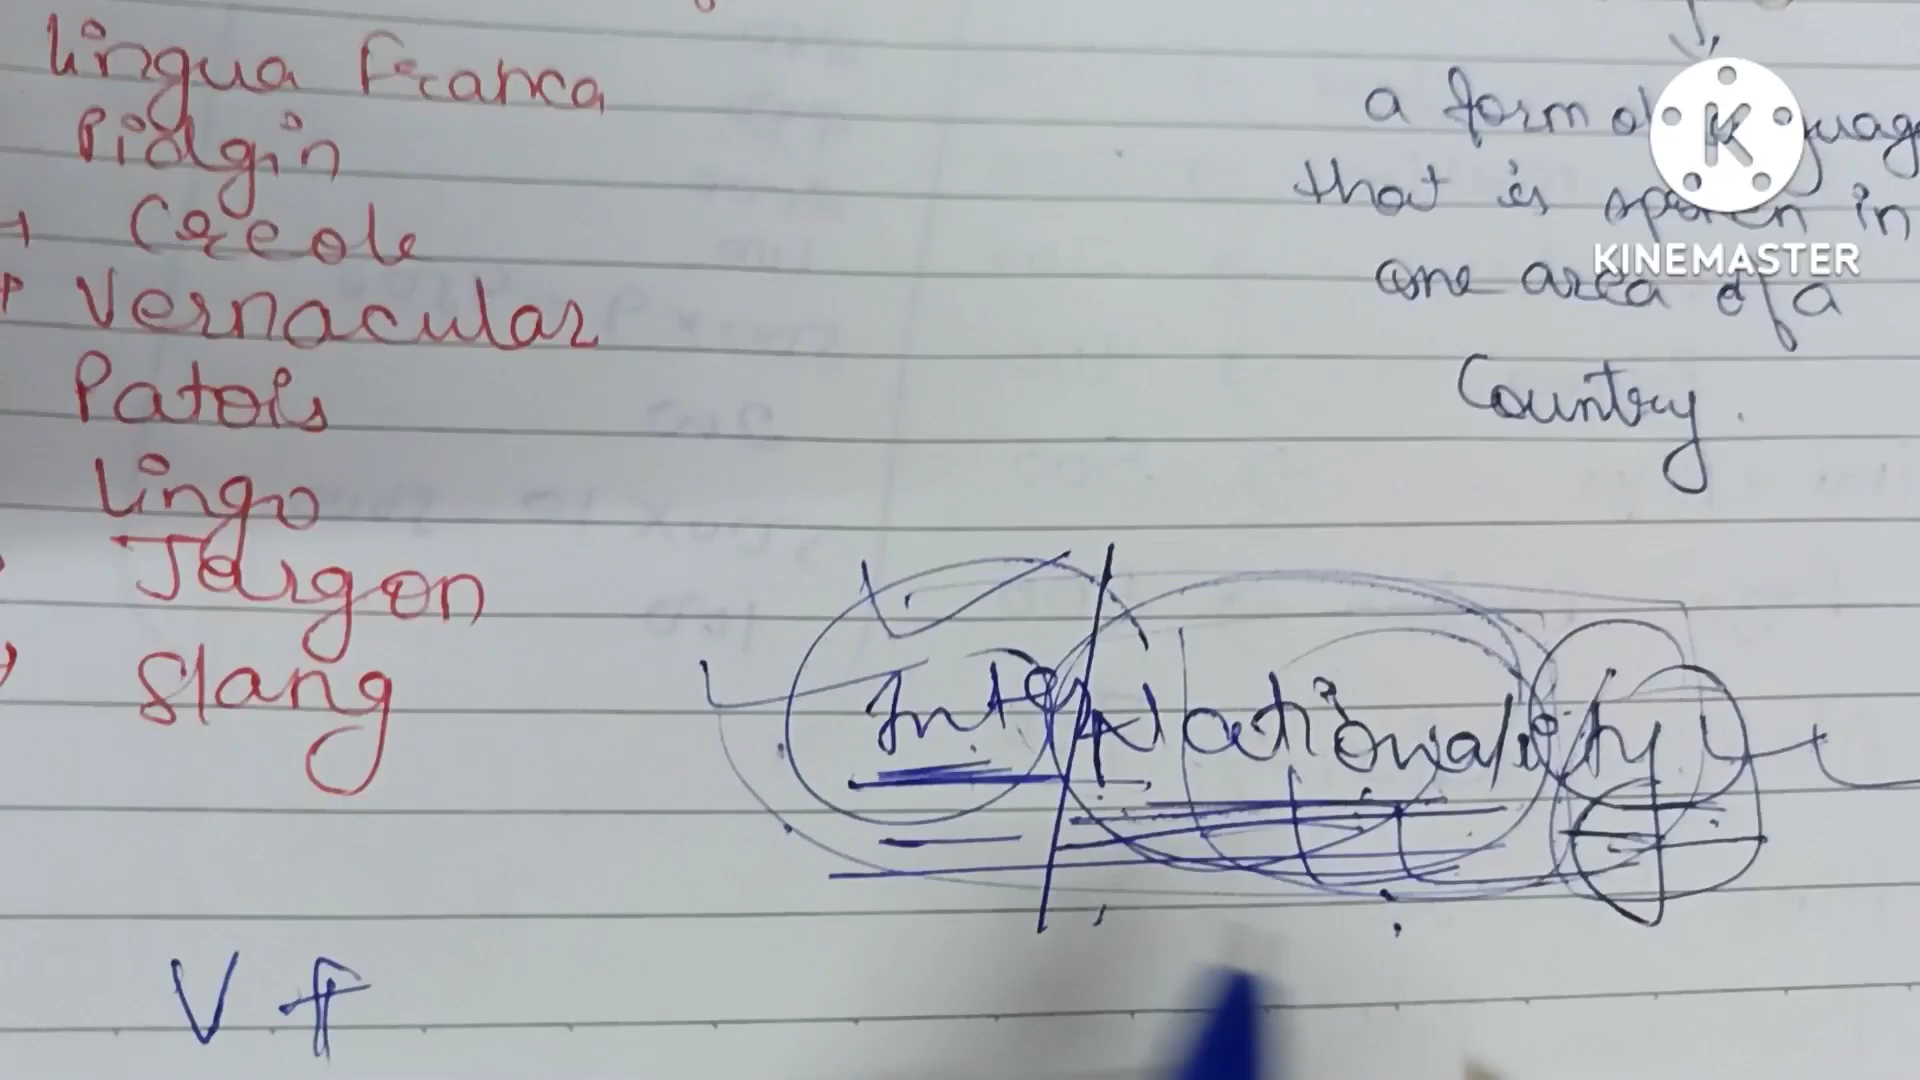 Lingua Franca
Pidgin
Creole
Vernacular
Patois
Lingo
Jargon
Slang
a form of
that is spoken in
one area of a
Country.
KINEMASTER
InterNationality
V f